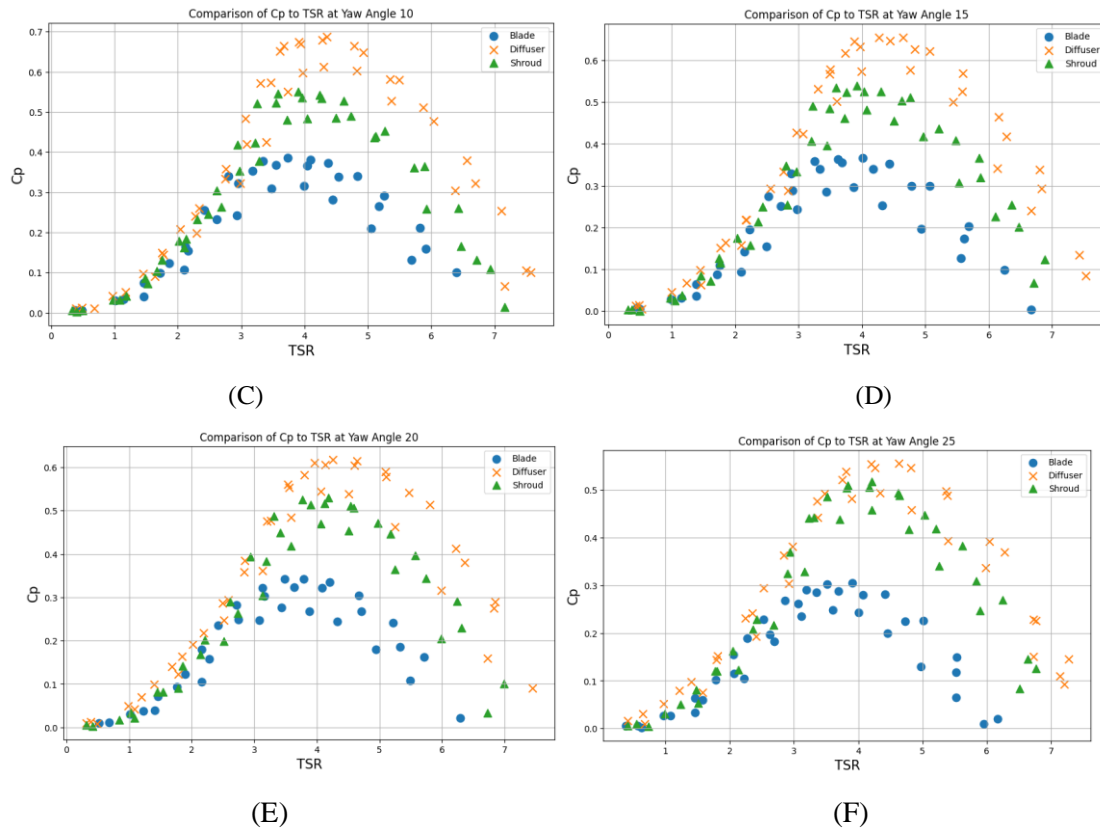 Comparison of Cp to TSR at Yaw Angle 10
Blade
Diffuser
Shroud
0.7
0.6
0.5
0.4
0.3
0.2
0.1
0.0
Cp
0 1 2 3 4 5 6 7
TSR
(C)
Comparison of Cp to TSR at Yaw Angle 15
Blade
Diffuser
Shroud
0.6
0.5
0.4
0.3
0.2
0.1
0.0
Cp
0 1 2 3 4 5 6 7
TSR
(D)
Comparison of Cp to TSR at Yaw Angle 20
Blade
Diffuser
Shroud
0.6
0.5
0.4
0.3
0.2
0.1
0.0
Cp
0 1 2 3 4 5 6 7
TSR
(E)
Comparison of Cp to TSR at Yaw Angle 25
Blade
Diffuser
Shroud
0.5
0.4
0.3
0.2
0.1
0.0
Cp
1 2 3 4 5 6 7
TSR
(F)